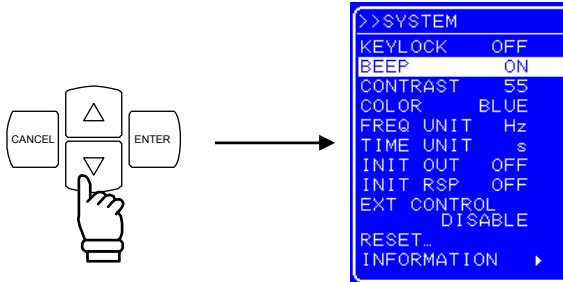 CANCEL
ENTER
>>SYSTEM
KEYLOCK OFF
BEEP ON
CONTRAST 55
COLOR BLUE
FREQ UNIT Hz
TIME UNIT s
INIT OUT OFF
INIT RSP OFF
EXT CONTROL
DISABLE
RESET…
INFORMATION